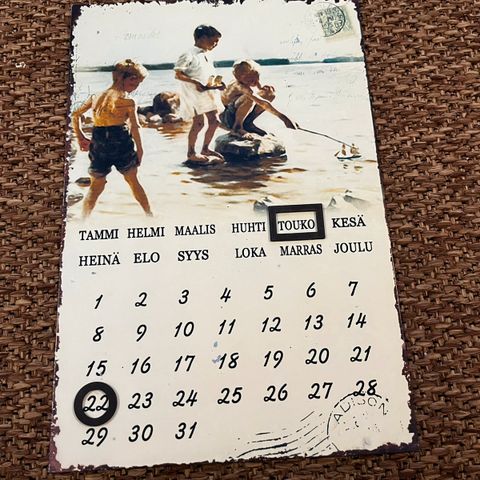 TAMMI HELMI MAALIS HUHTI TOUKO KESÄ
HEINÄ ELO SYYS LOKA MARRAS JOULU
1 2 3 4 5 6 7
8 9 10 11 12 13 14
15 16 17 18 19 20 21
22 23 24 25 26 27 28
29 30 31